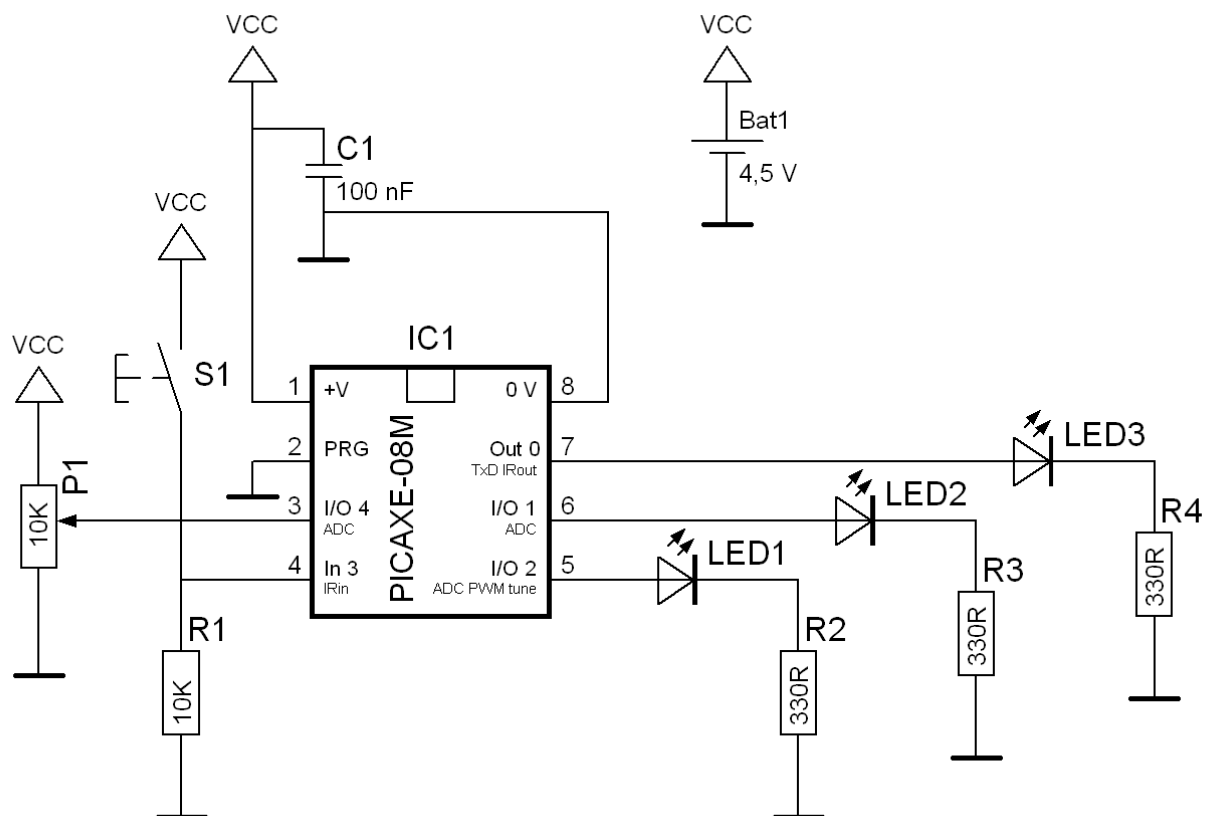 VCC
VCC
Bat1
4,5 V
C1
100 nF
VCC
VCC
S1
IC1
1
+V
0 V
8
2
PRG
Out 0
7
TxD IRout
3
I/O 4
ADC
I/O 1
6
ADC
4
In 3
IRin
I/O 2
5
ADC PWM tune
PICAXE-08M
P1
10K
R1
10K
LED3
LED2
LED1
R4
330R
R3
330R
R2
330R